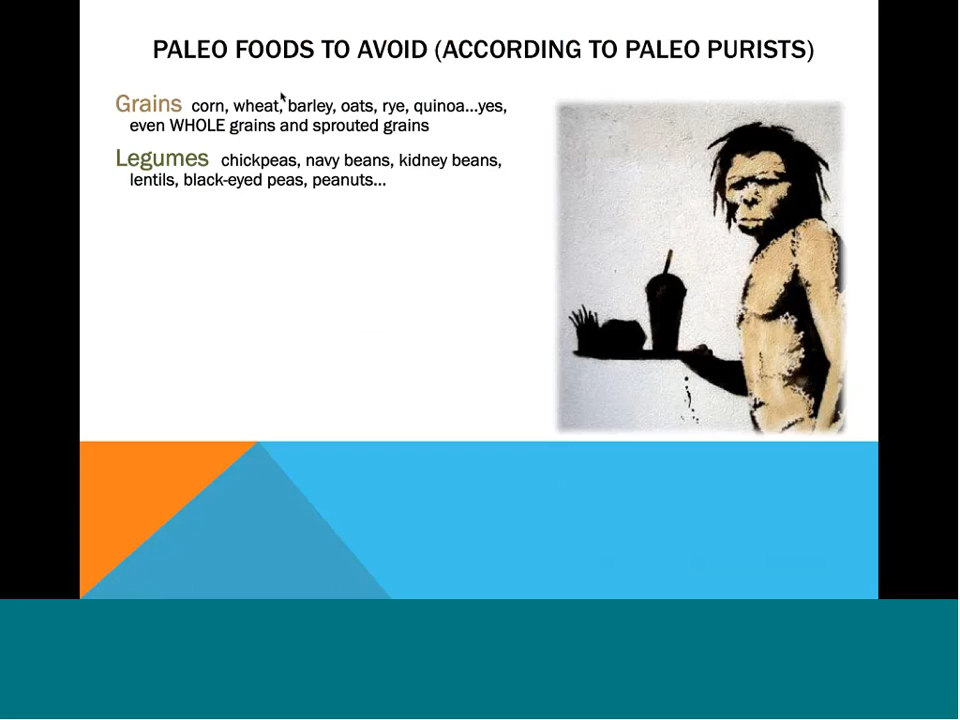 PALEO FOODS TO AVOID (ACCORDING TO PALEO PURISTS)
Grains corn, wheat, barley, oats, rye, quinoa...yes,
even WHOLE grains and sprouted grains
Legumes chickpeas, navy beans, kidney beans,
lentils, black-eyed peas, peanuts...